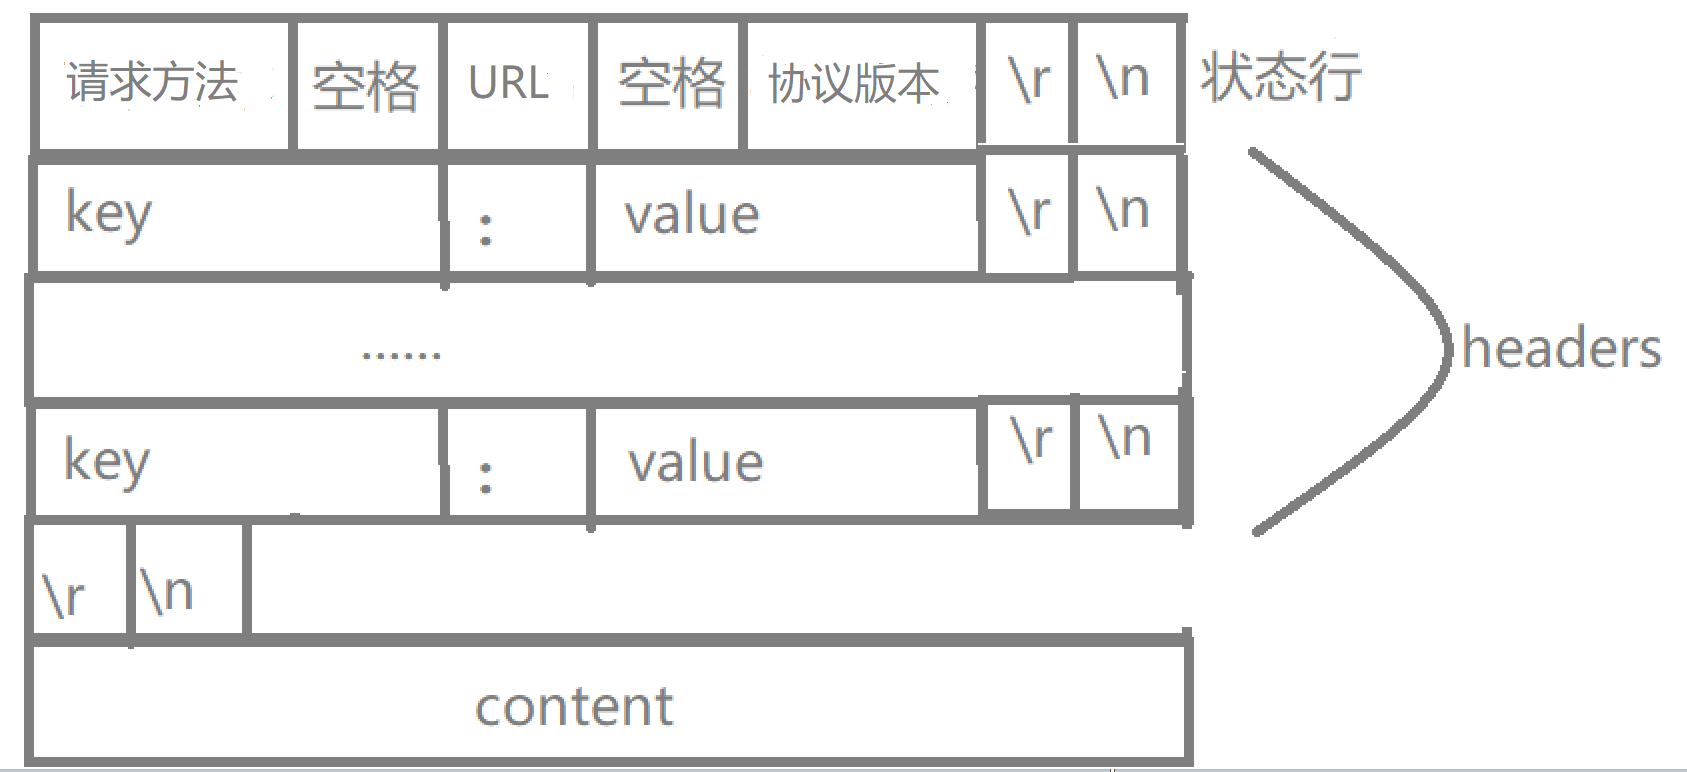 请求方法 空格 URL 空格 协议版本 \r \n 状态行
key : value \r \n
headers
......
key : value \r \n
\r \n
content